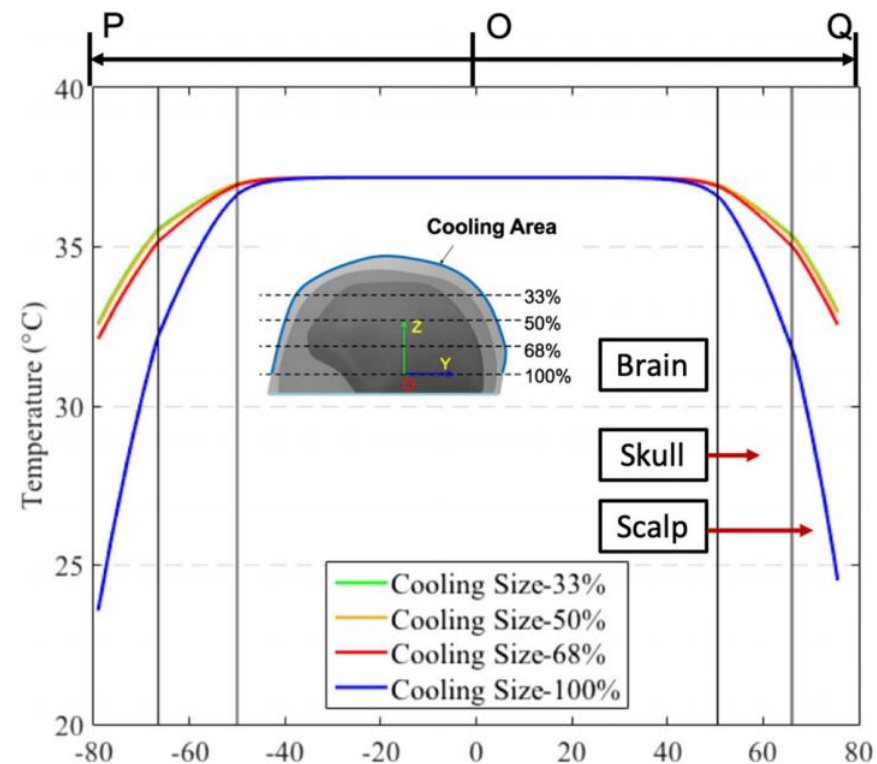 P O Q
40
35
30
25
20
Temperature (°C)
Cooling Area
33%
50%
68%
100%
Z
Y
O
Brain
Skull
Scalp
Cooling Size-33%
Cooling Size-50%
Cooling Size-68%
Cooling Size-100%
-80 -60 -40 -20 0 20 40 60 80